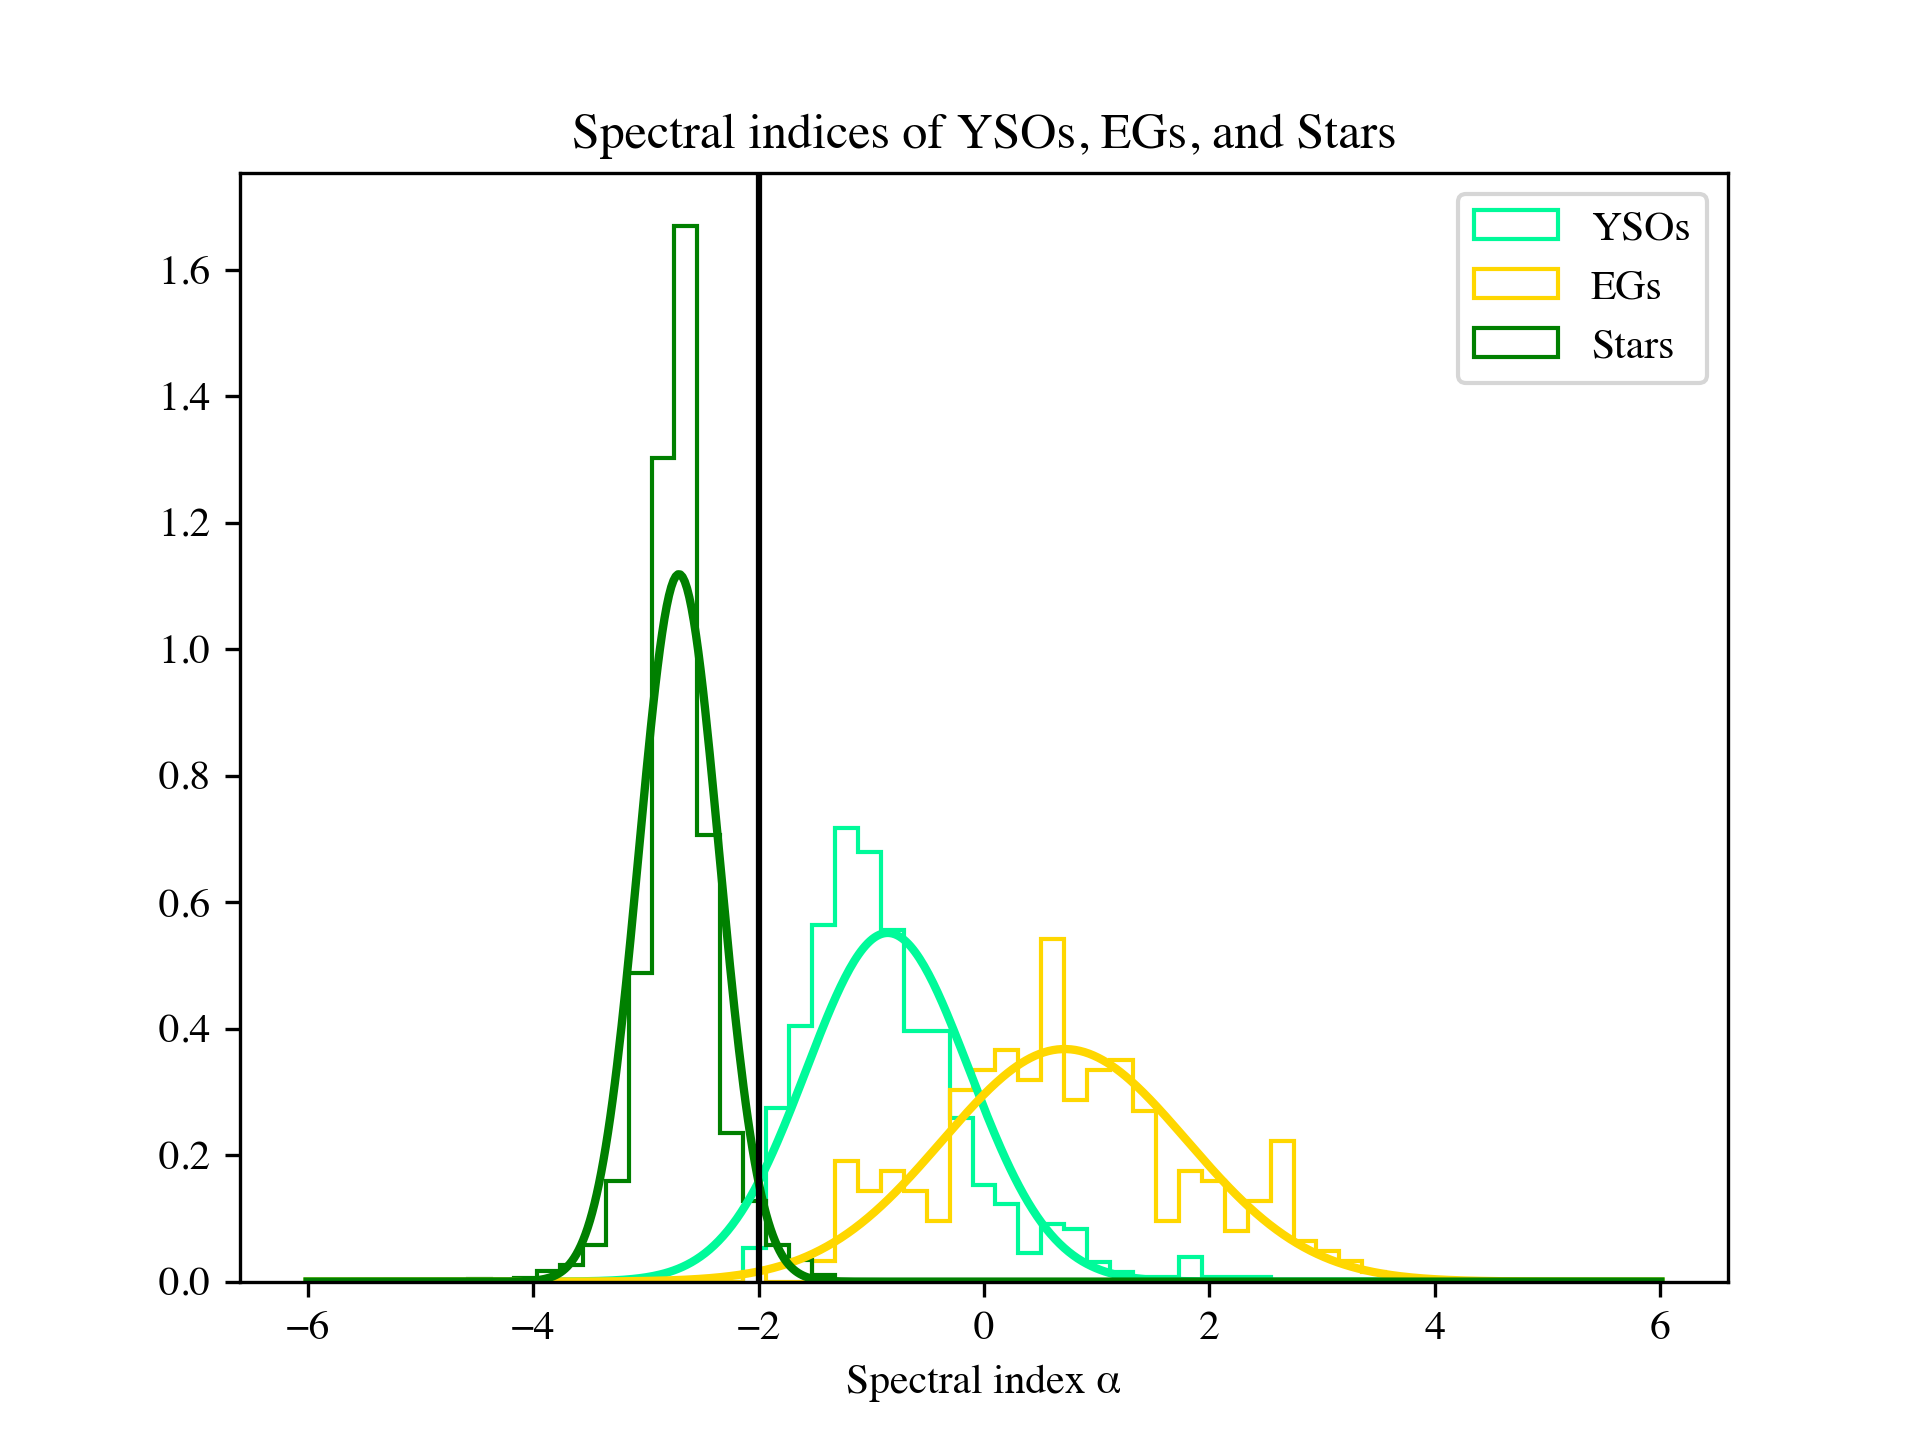 Spectral indices of YSOs, EGs, and Stars
YSOs
EGs
Stars
1.6
1.4
1.2
1.0
0.8
0.6
0.4
0.2
0.0
−6 −4 −2 0 2 4 6
Spectral index α